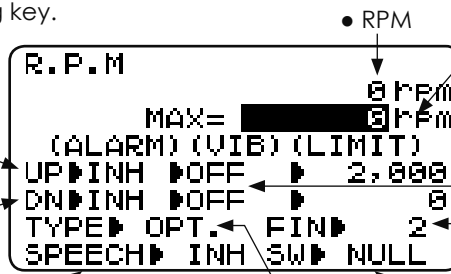 g key.
● RPM
R.P.M
0 rpm
MAX= 0 rpm
(ALARM) (VIB) (LIMIT)
UP▶INH ▶OFF ▶ 2,000
DN▶INH ▶OFF ▶ 0
TYPE▶ OPT. FIN▶ 2
SPEECH▶ INH SW▶ NULL